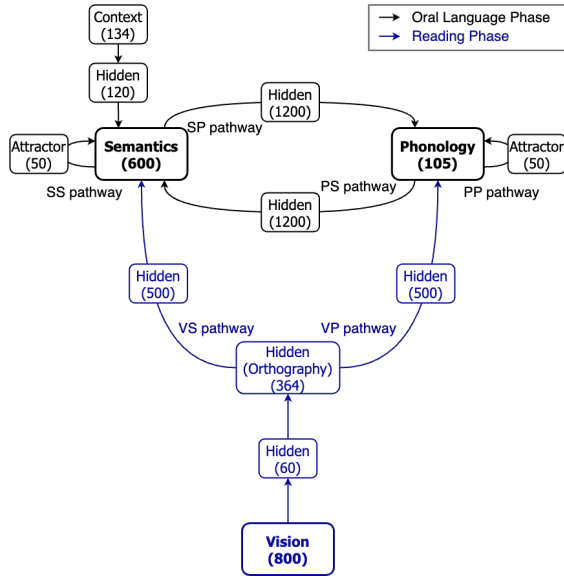 Context
(134)
Oral Language Phase
Reading Phase
Hidden
(120)
Hidden
(1200)
SP pathway
Attractor
(50)
Semantics
(600)
Phonology
(105)
Attractor
(50)
SS pathway
PS pathway
PP pathway
Hidden
(1200)
Hidden
(500)
Hidden
(500)
VS pathway
VP pathway
Hidden
(Orthography)
(364)
Hidden
(60)
Vision
(800)